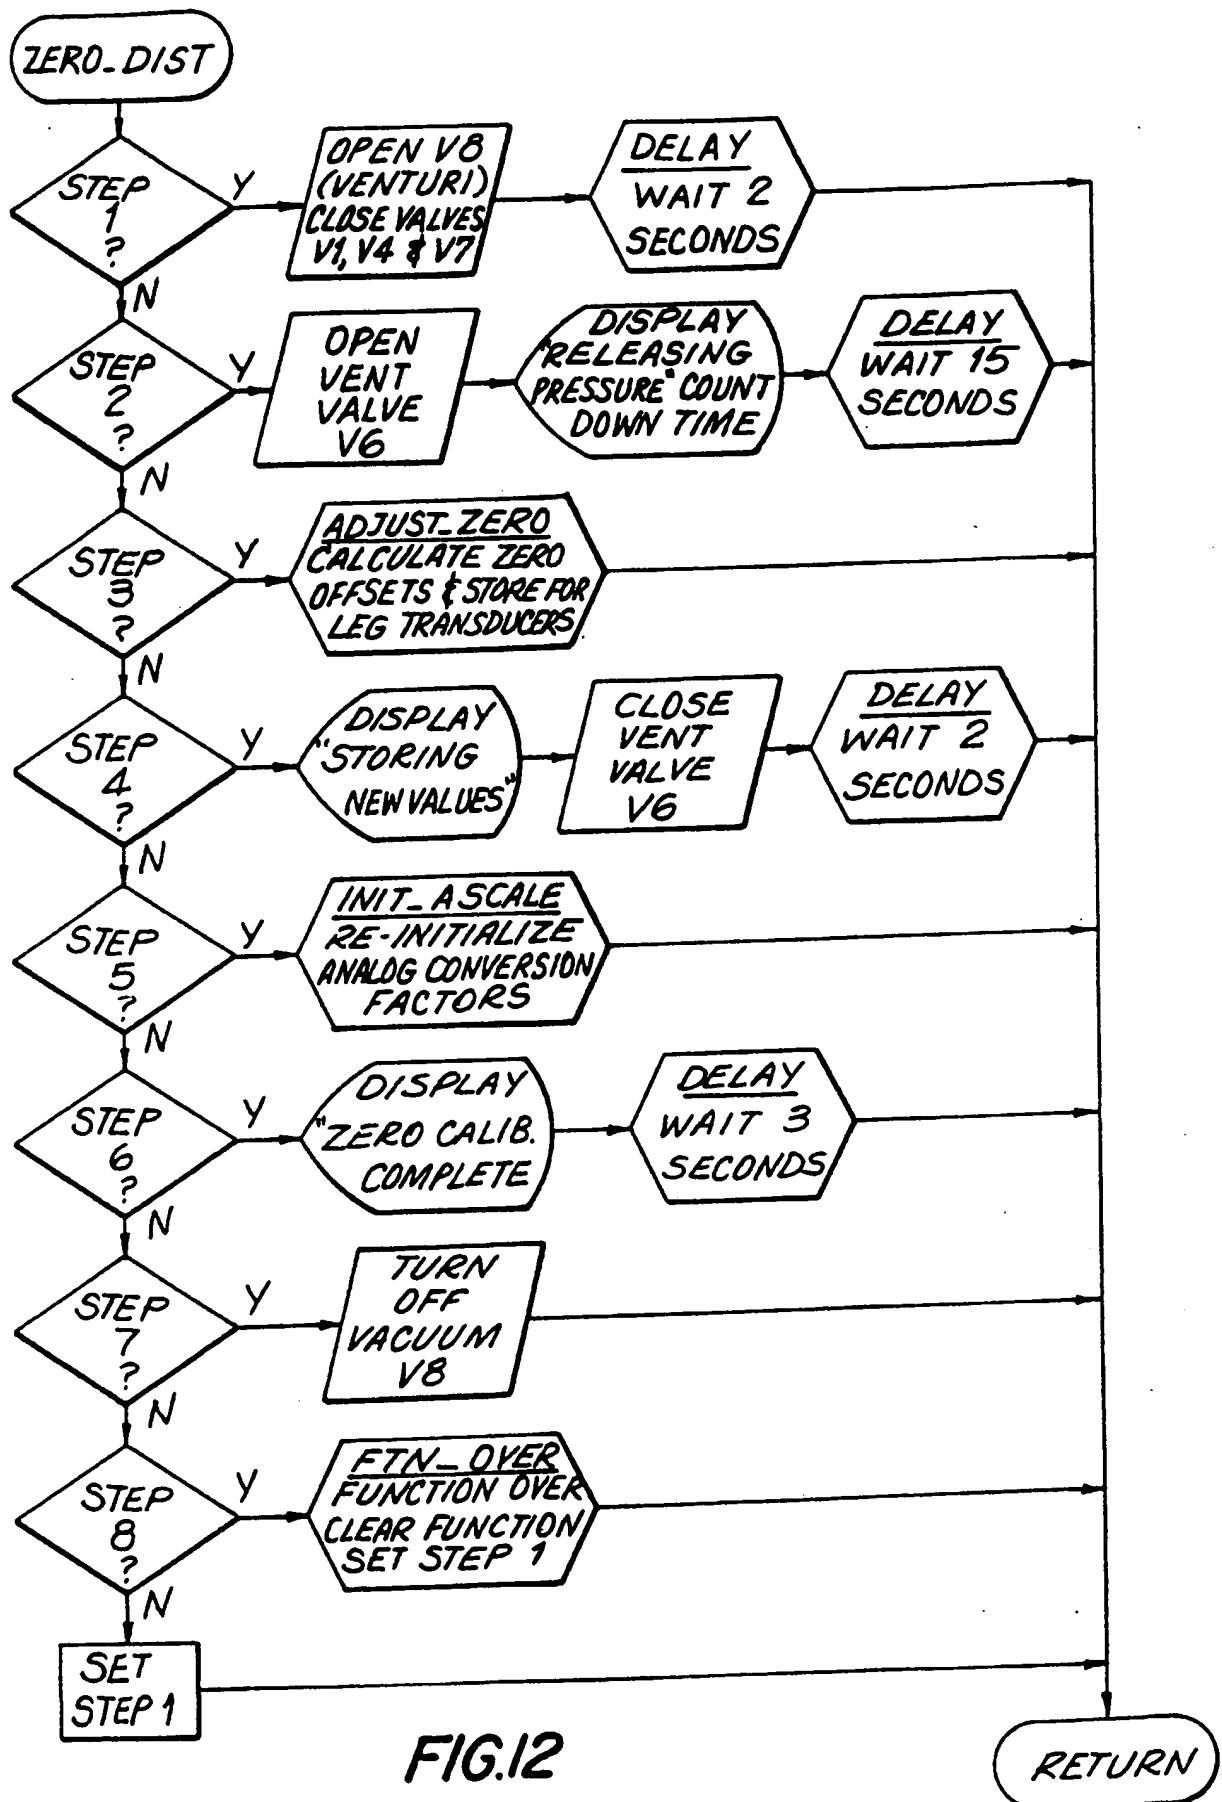 ZERO_DIST
STEP
1
?
Y
OPEN V8
(VENTURI)
CLOSE VALVES
V1, V4 & V7
DELAY
WAIT 2
SECONDS
N
STEP
2
?
Y
OPEN
VENT
VALVE
V6
DISPLAY
"RELEASING
PRESSURE" COUNT
DOWN TIME
DELAY
WAIT 15
SECONDS
N
STEP
3
?
Y
ADJUST_ZERO
CALCULATE ZERO
OFFSETS & STORE FOR
LEG TRANSDUCERS
N
STEP
4
?
Y
DISPLAY
"STORING
NEW VALUES"
CLOSE
VENT
VALVE
V6
DELAY
WAIT 2
SECONDS
N
STEP
5
?
Y
INIT_ASCALE
RE-INITIALIZE
ANALOG CONVERSION
FACTORS
N
STEP
6
?
Y
DISPLAY
"ZERO CALIB.
COMPLETE
DELAY
WAIT 3
SECONDS
N
STEP
7
?
Y
TURN
OFF
VACUUM
V8
N
STEP
8
?
Y
FTN_OVER
FUNCTION OVER
CLEAR FUNCTION
SET STEP 1
N
SET
STEP 1
RETURN
FIG.12